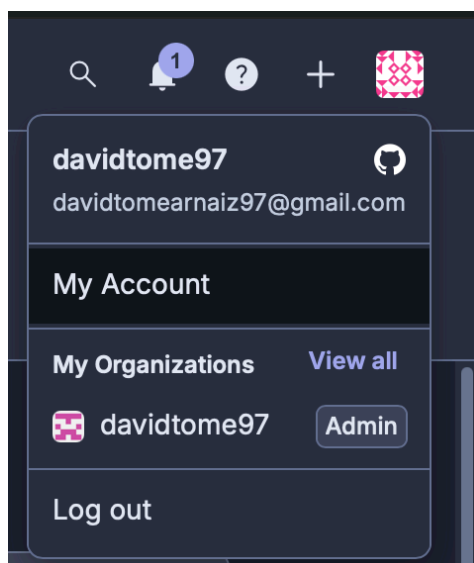 1
?
davidtome97
davidtomearnaiz97@gmail.com
My Account
My Organizations View all
davidtome97 Admin
Log out